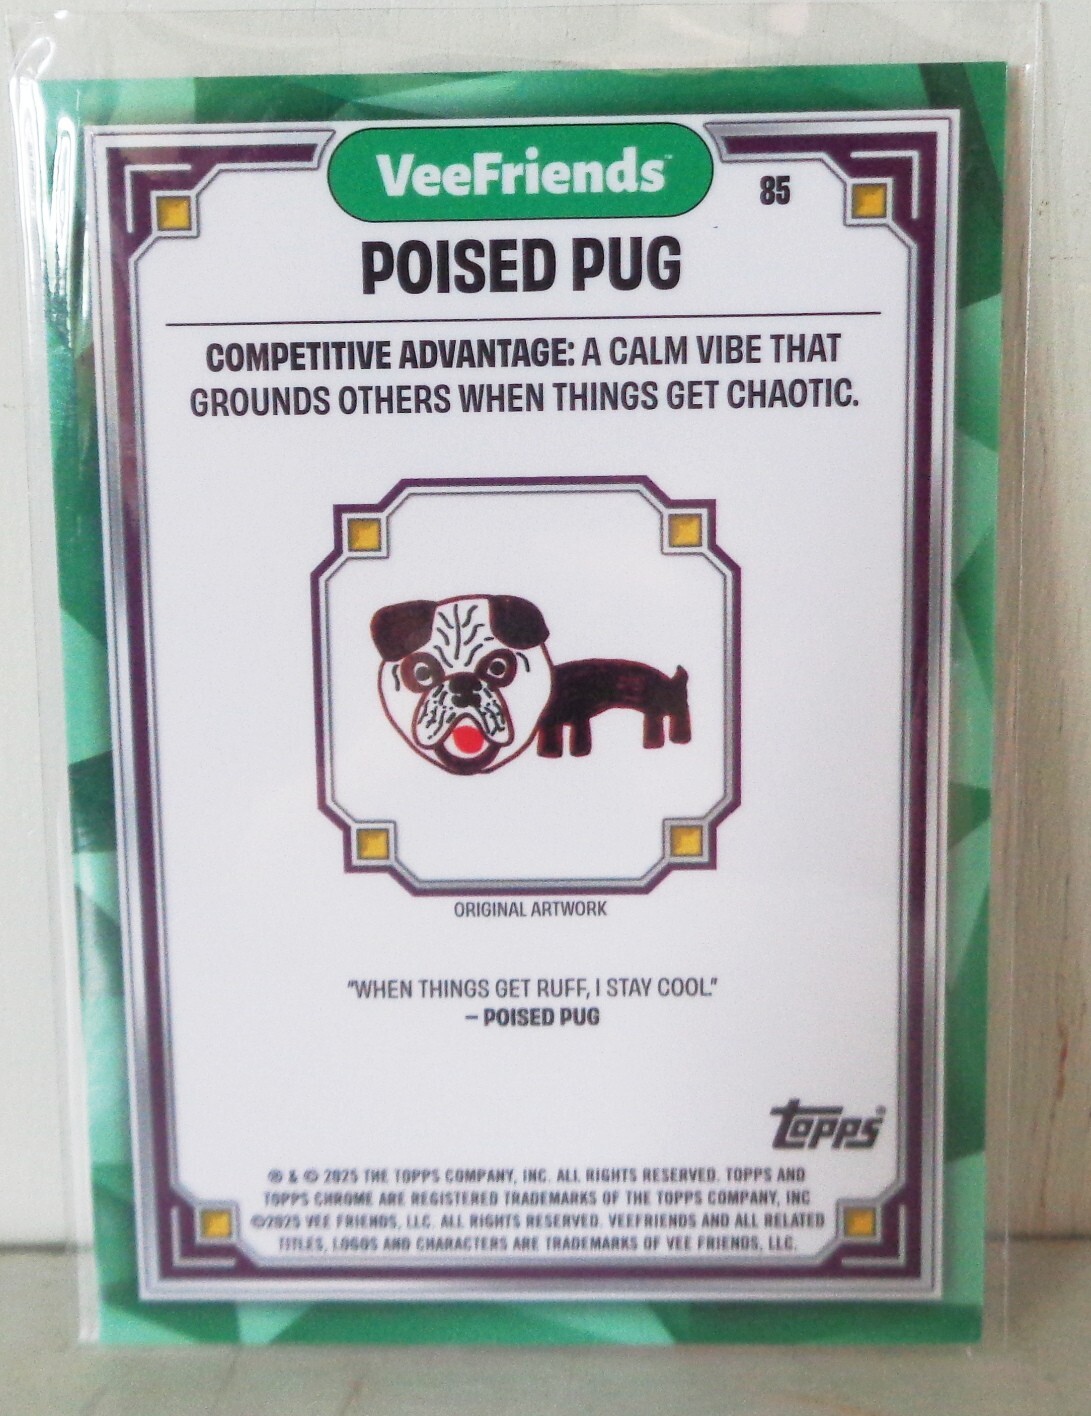 VeeFriends™
85
POISED PUG
COMPETITIVE ADVANTAGE: A CALM VIBE THAT
GROUNDS OTHERS WHEN THINGS GET CHAOTIC.
ORIGINAL ARTWORK
"WHEN THINGS GET RUFF, I STAY COOL."
– POISED PUG
Topps®
® & © 2025 THE TOPPS COMPANY, INC. ALL RIGHTS RESERVED. TOPPS AND
TOPPS CHROME ARE REGISTERED TRADEMARKS OF THE TOPPS COMPANY, INC
©2025 VEE FRIENDS, LLC. ALL RIGHTS RESERVED. VEEFRIENDS AND ALL RELATED
TITLES, LOGOS AND CHARACTERS ARE TRADEMARKS OF VEE FRIENDS, LLC.